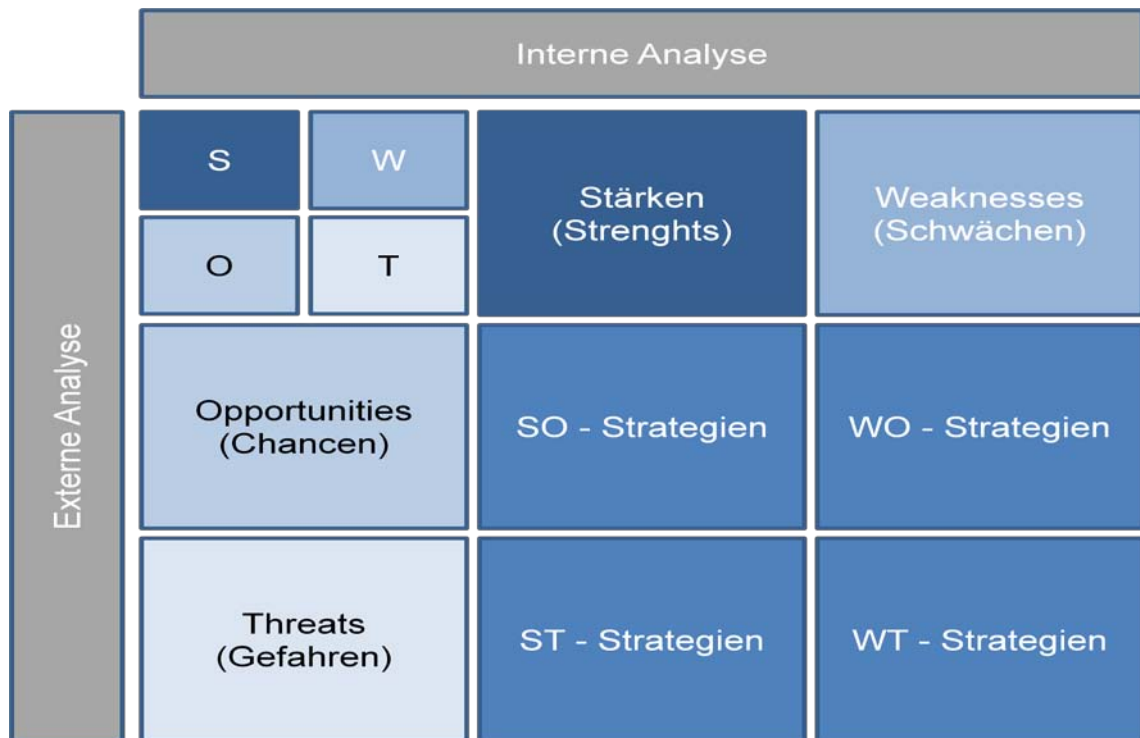 Interne Analyse
Externe Analyse
S
W
O
T
Stärken
(Strenghts)
Weaknesses
(Schwächen)
Opportunities
(Chancen)
SO - Strategien
WO - Strategien
Threats
(Gefahren)
ST - Strategien
WT - Strategien